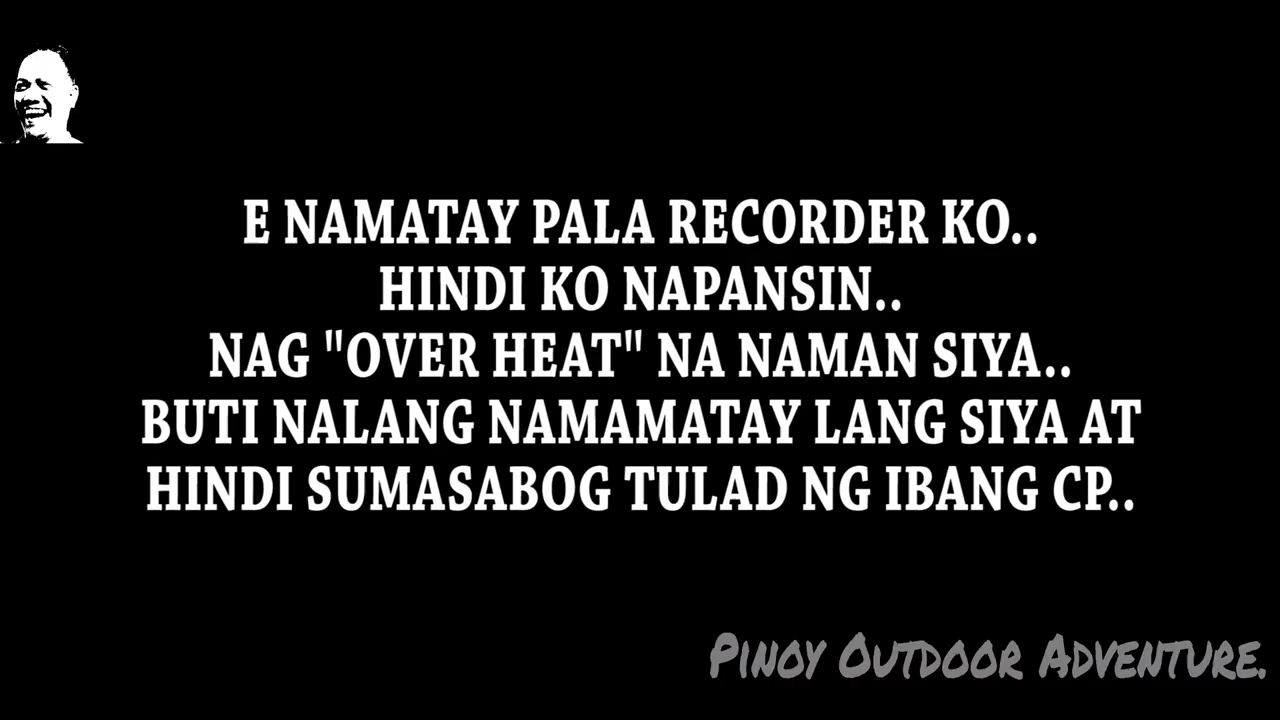 E NAMATAY PALA RECORDER KO..
HINDI KO NAPANSIN..
NAG "OVER HEAT" NA NAMAN SIYA..
BUTI NALANG NAMAMATAY LANG SIYA AT
HINDI SUMASABOG TULAD NG IBANG CP..
PINOY OUTDOOR ADVENTURE.